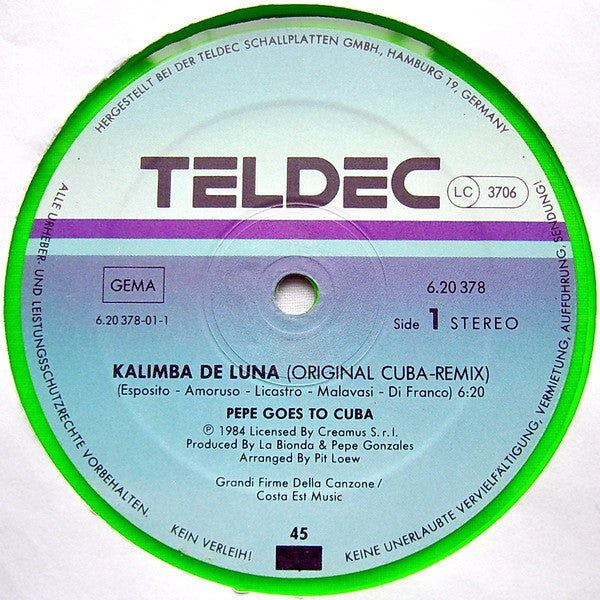 HERGESTELLT BEI DER TELDEC SCHALLPLATTEN GMBH., HAMBURG 19, GERMANY
TELDEC
LC 3706
GEMA
6.20 378
6.20 378-01-1
Side 1 STEREO
KALIMBA DE LUNA (ORIGINAL CUBA-REMIX)
(Esposito - Amoruso - Licastro - Malavasi - Di Franco) 6:20
PEPE GOES TO CUBA
℗ 1984 Licensed By Creamus S.r.l.
Produced By La Bionda & Pepe Gonzales
Arranged By Pit Loew
Grandi Firme Della Canzone/
Costa Est Music
45
ALLE URHEBER- UND LEISTUNGSSCHUTZRECHTE VORBEHALTEN.
KEIN VERLEIH!
KEINE UNERLAUBTE VERVIELFÄLTIGUNG, VERMIETUNG, AUFFÜHRUNG, SENDUNG!